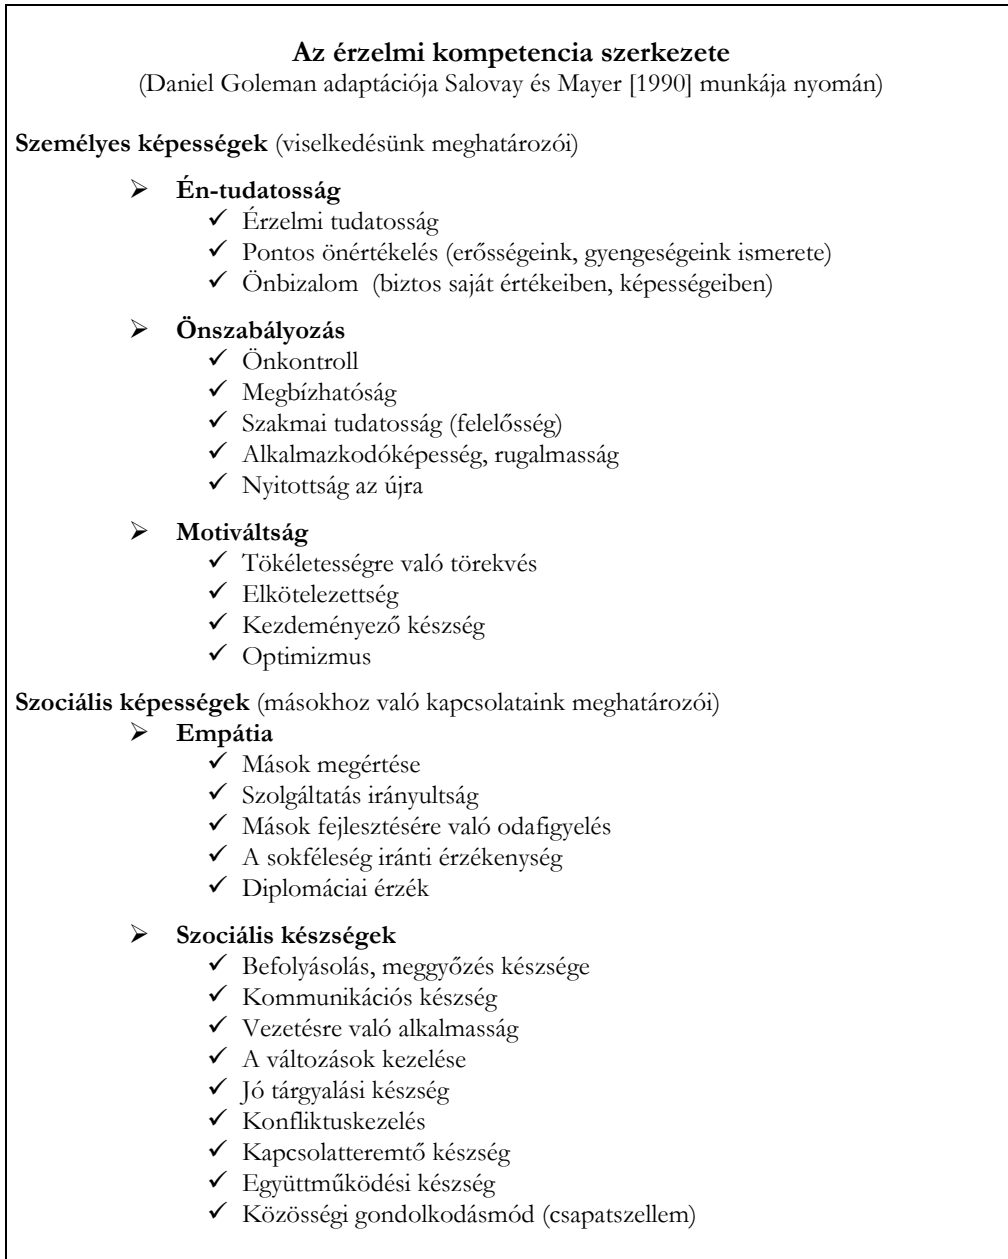 Az érzelmi kompetencia szerkezete
(Daniel Goleman adaptációja Salovay és Mayer [1990] munkája nyomán)
Személyes képességek (viselkedésünk meghatározói)
➢ Én-tudatosság
✓ Érzelmi tudatosság
✓ Pontos önértékelés (erősségeink, gyengeségeink ismerete)
✓ Önbizalom (biztos saját értékeiben, képességeiben)
➢ Önszabályozás
✓ Önkontroll
✓ Megbízhatóság
✓ Szakmai tudatosság (felelősség)
✓ Alkalmazkodóképesség, rugalmasság
✓ Nyitottság az újra
➢ Motiváltság
✓ Tökéletességre való törekvés
✓ Elkötelezettség
✓ Kezdeményező készség
✓ Optimizmus
Szociális képességek (másokhoz való kapcsolataink meghatározói)
➢ Empátia
✓ Mások megértése
✓ Szolgáltatás irányultság
✓ Mások fejlesztésére való odafigyelés
✓ A sokféleség iránti érzékenység
✓ Diplomáciai érzék
➢ Szociális készségek
✓ Befolyásolás, meggyőzés készsége
✓ Kommunikációs készség
✓ Vezetésre való alkalmasság
✓ A változások kezelése
✓ Jó tárgyalási készség
✓ Konfliktuskezelés
✓ Kapcsolatteremtő készség
✓ Együttműködési készség
✓ Közösségi gondolkodásmód (csapatszellem)